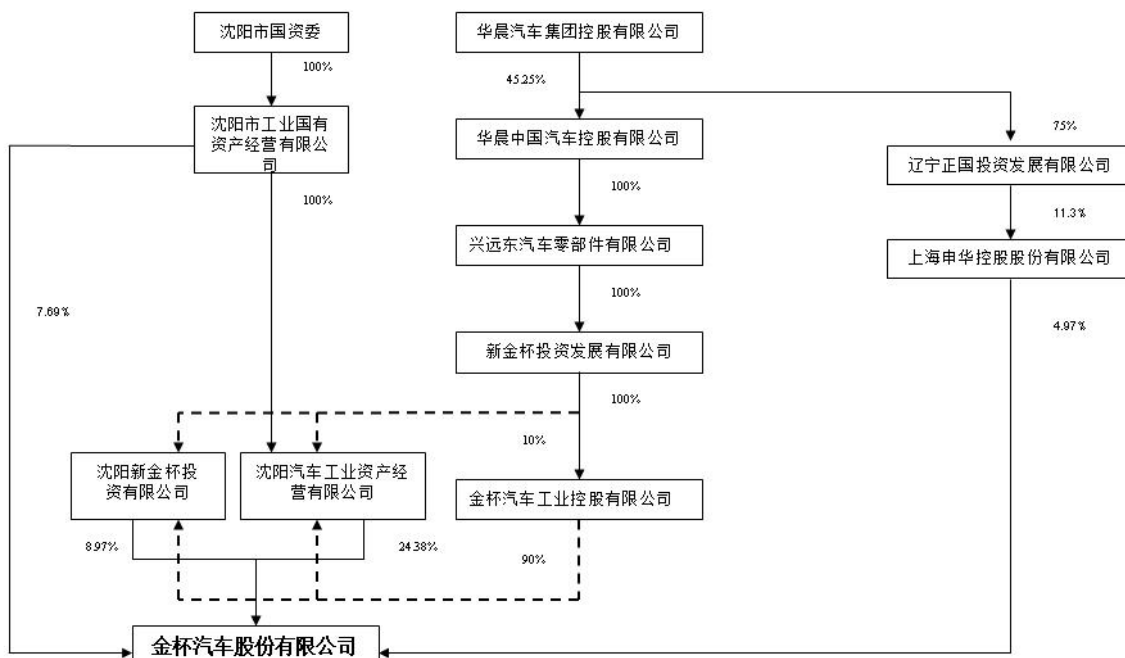 沈阳市国资委
华晨汽车集团控股有限公司
100%
45.25%
沈阳市工业国有
资产经营有限公
司
华晨中国汽车控股有限公司
75%
辽宁正国投资发展有限公司
100%
100%
11.3%
兴远东汽车零部件有限公司
上海申华控股股份有限公司
7.69%
100%
4.97%
新金杯投资发展有限公司
100%
10%
沈阳新金杯投
资有限公司
沈阳汽车工业资产经
营有限公司
金杯汽车工业控股有限公司
8.97%
24.38%
90%
金杯汽车股份有限公司